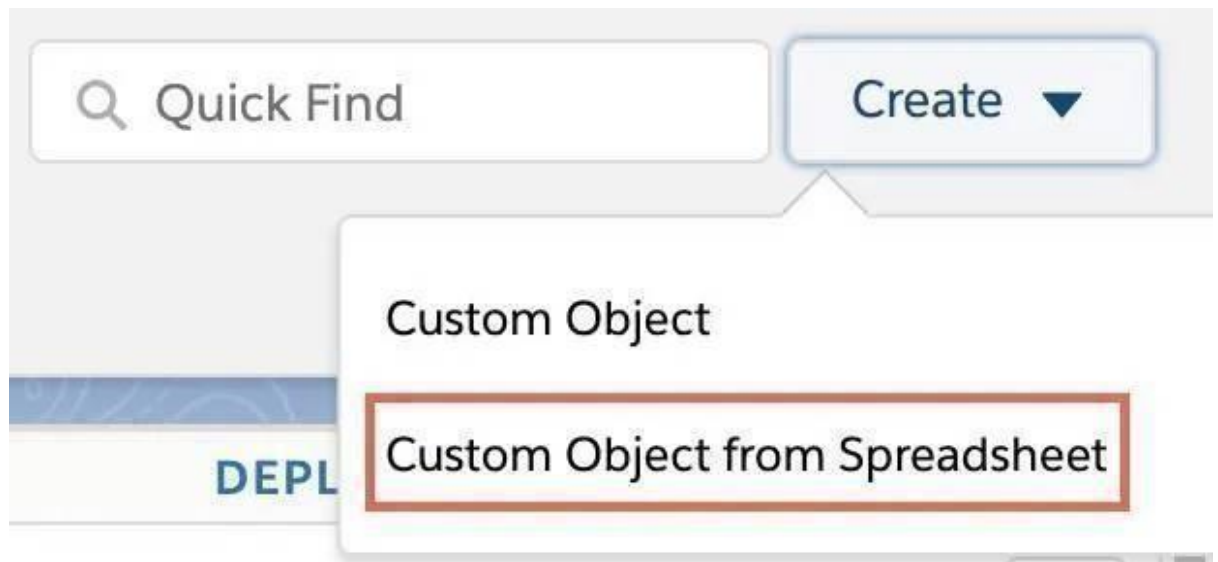 Quick Find
Create
Custom Object
Custom Object from Spreadsheet
DEPL